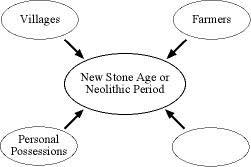 Villages
Farmers
New Stone Age or
Neolithic Period
Personal
Possessions